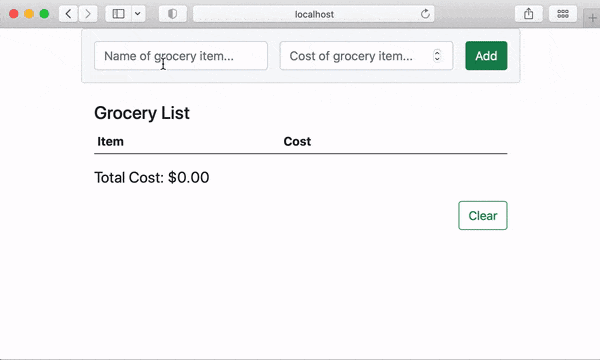 localhost
Name of grocery item... Cost of grocery item... Add
Grocery List
Item Cost
Total Cost: $0.00
Clear